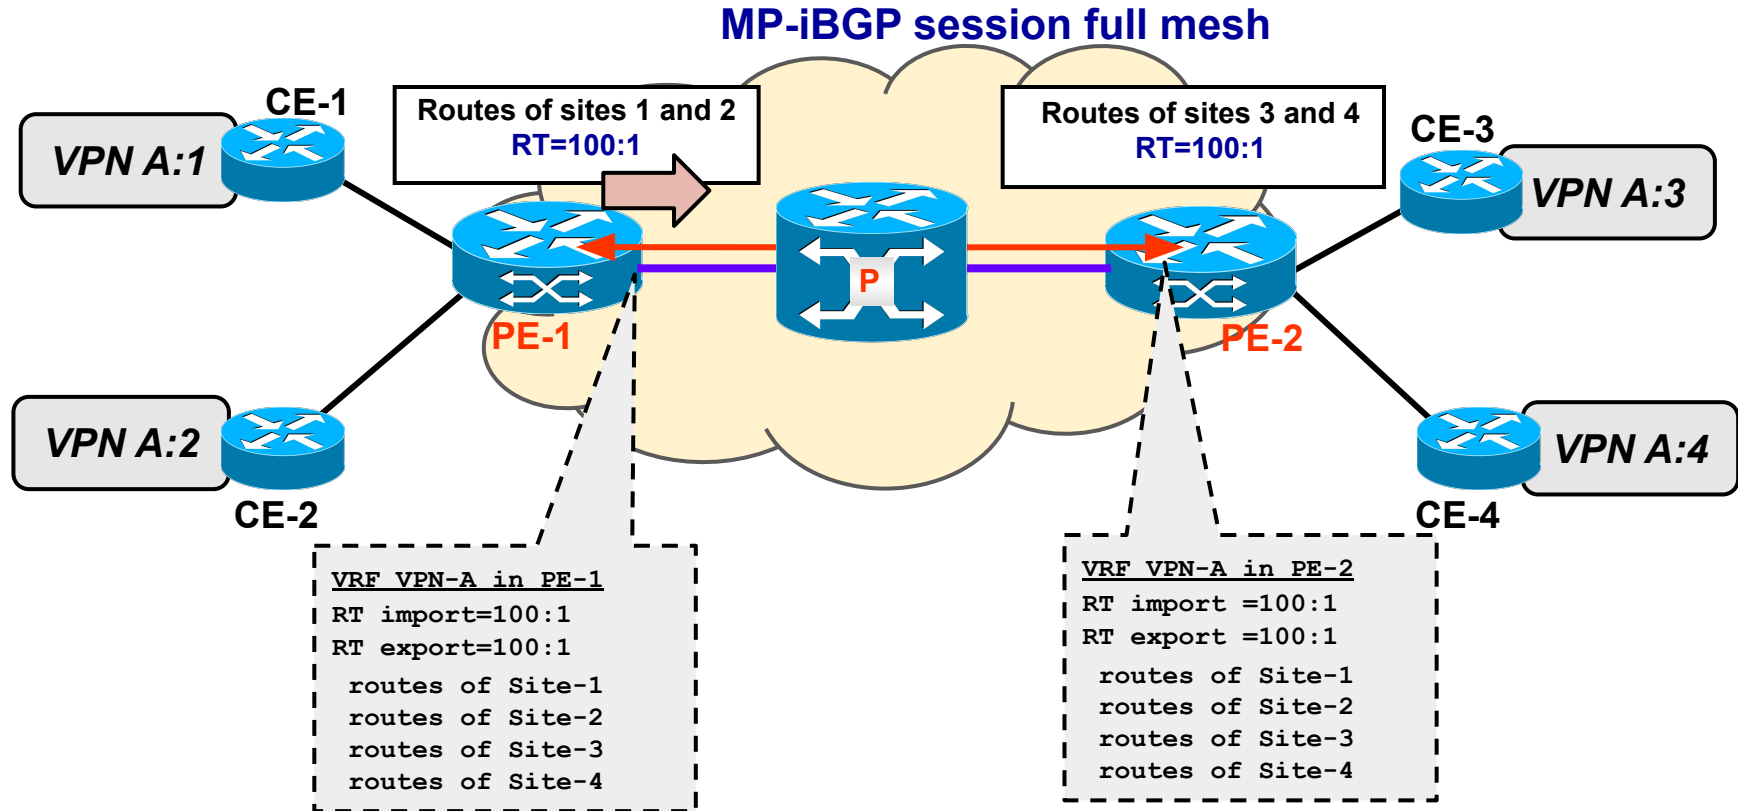 MP-iBGP session full mesh
CE-1
VPN A:1
Routes of sites 1 and 2
RT=100:1
Routes of sites 3 and 4
RT=100:1
CE-3
VPN A:3
P
PE-1
PE-2
VPN A:2
CE-2
VPN A:4
CE-4
VRF VPN-A in PE-1
RT import=100:1
RT export=100:1
routes of Site-1
routes of Site-2
routes of Site-3
routes of Site-4
VRF VPN-A in PE-2
RT import =100:1
RT export =100:1
routes of Site-1
routes of Site-2
routes of Site-3
routes of Site-4